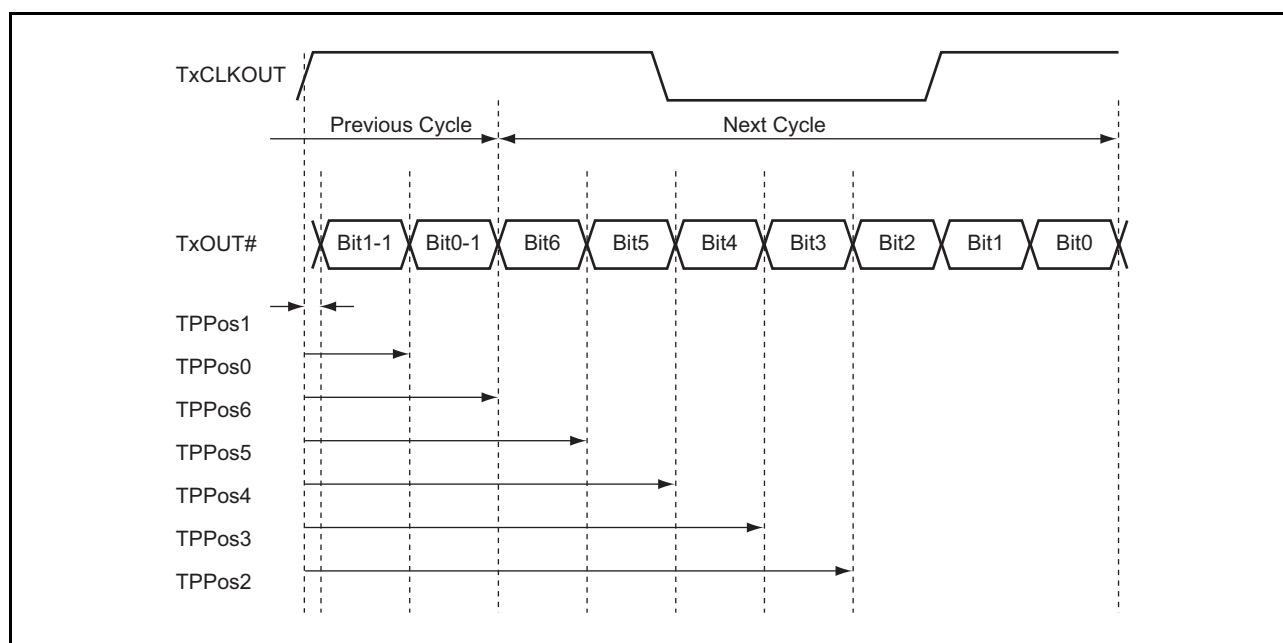 TxCLKOUT
Previous Cycle Next Cycle
TxOUT# Bit1-1 Bit0-1 Bit6 Bit5 Bit4 Bit3 Bit2 Bit1 Bit0
TPPos1
TPPos0
TPPos6
TPPos5
TPPos4
TPPos3
TPPos2